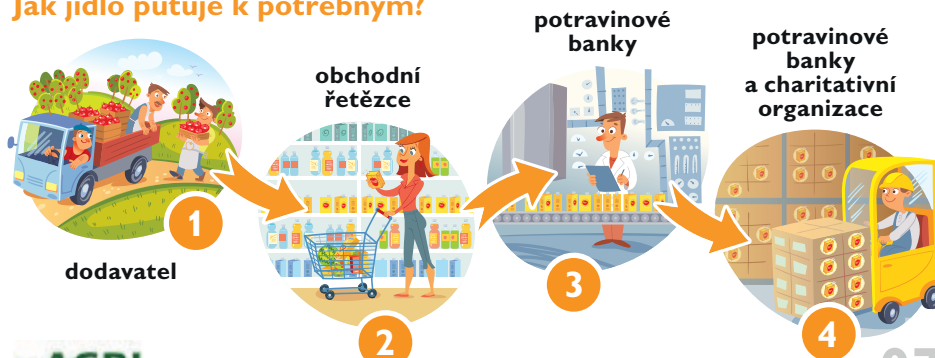 Jak jídlo putuje k potřebným?
1
dodavatel
obchodní
řetězce
2
potravinové
banky
3
potravinové
banky
a charitativní
organizace
4